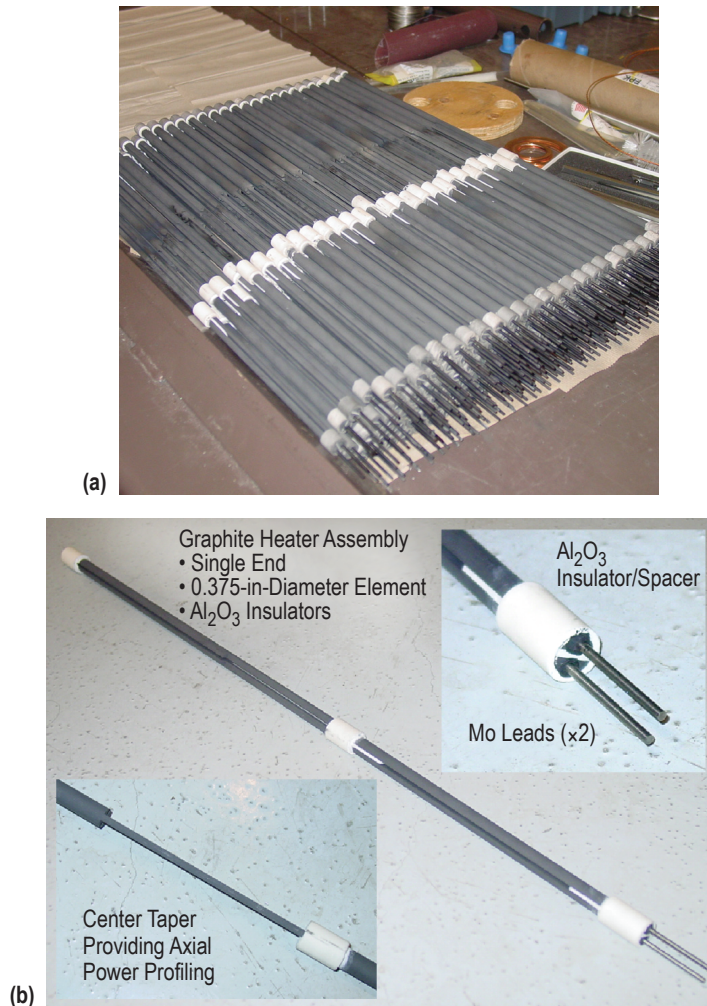 (a)
Graphite Heater Assembly
• Single End
• 0.375-in-Diameter Element
• Al₂O₃ Insulators
Al₂O₃
Insulator/Spacer
Mo Leads (×2)
Center Taper
Providing Axial
Power Profiling
(b)